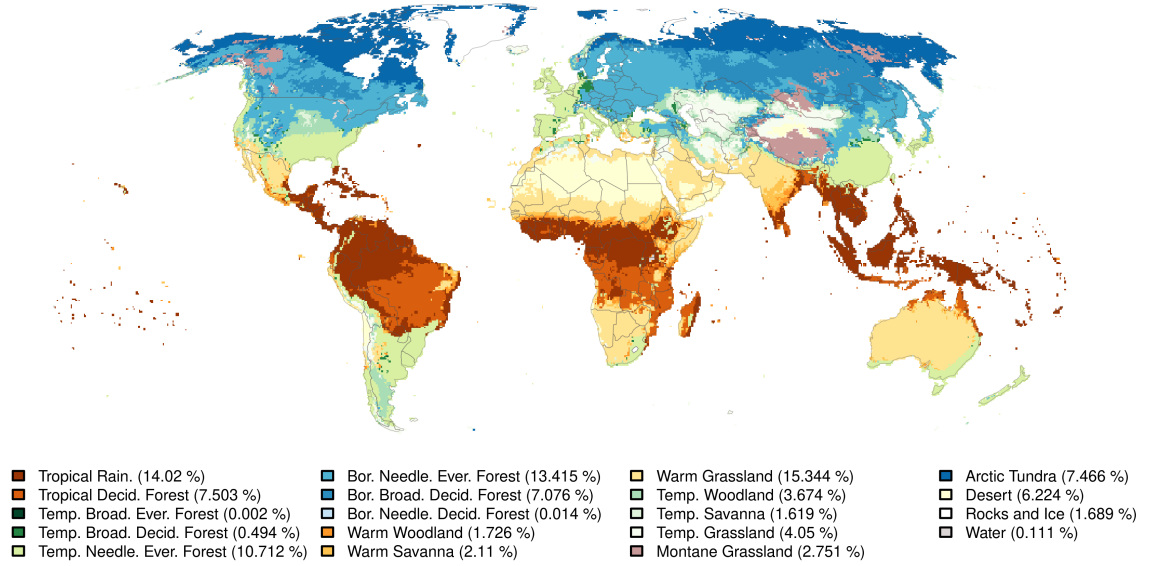 Tropical Rain. (14.02 %)
Tropical Decid. Forest (7.503 %)
Temp. Broad. Ever. Forest (0.002 %)
Temp. Broad. Decid. Forest (0.494 %)
Temp. Needle. Ever. Forest (10.712 %)
Bor. Needle. Ever. Forest (13.415 %)
Bor. Broad. Decid. Forest (7.076 %)
Bor. Needle. Decid. Forest (0.014 %)
Warm Woodland (1.726 %)
Warm Savanna (2.11 %)
Warm Grassland (15.344 %)
Temp. Woodland (3.674 %)
Temp. Savanna (1.619 %)
Temp. Grassland (4.05 %)
Montane Grassland (2.751 %)
Arctic Tundra (7.466 %)
Desert (6.224 %)
Rocks and Ice (1.689 %)
Water (0.111 %)